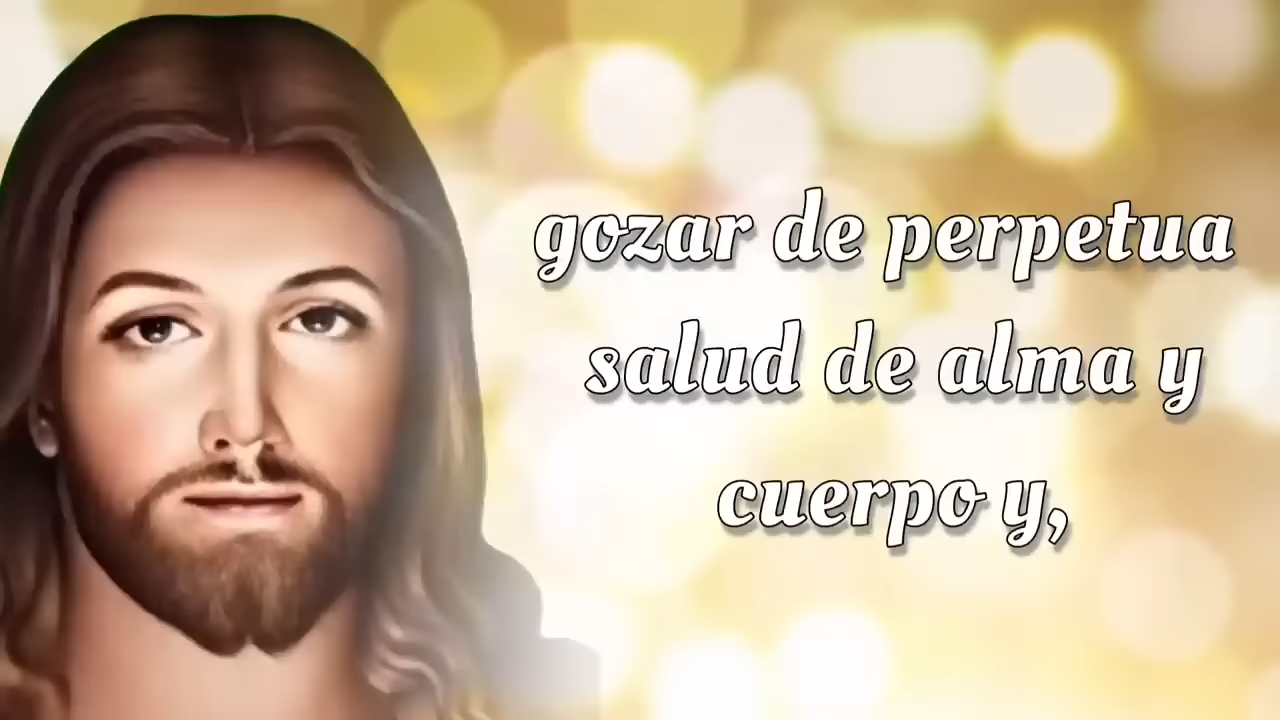 gozar de perpetua
salud de alma y
cuerpo y,